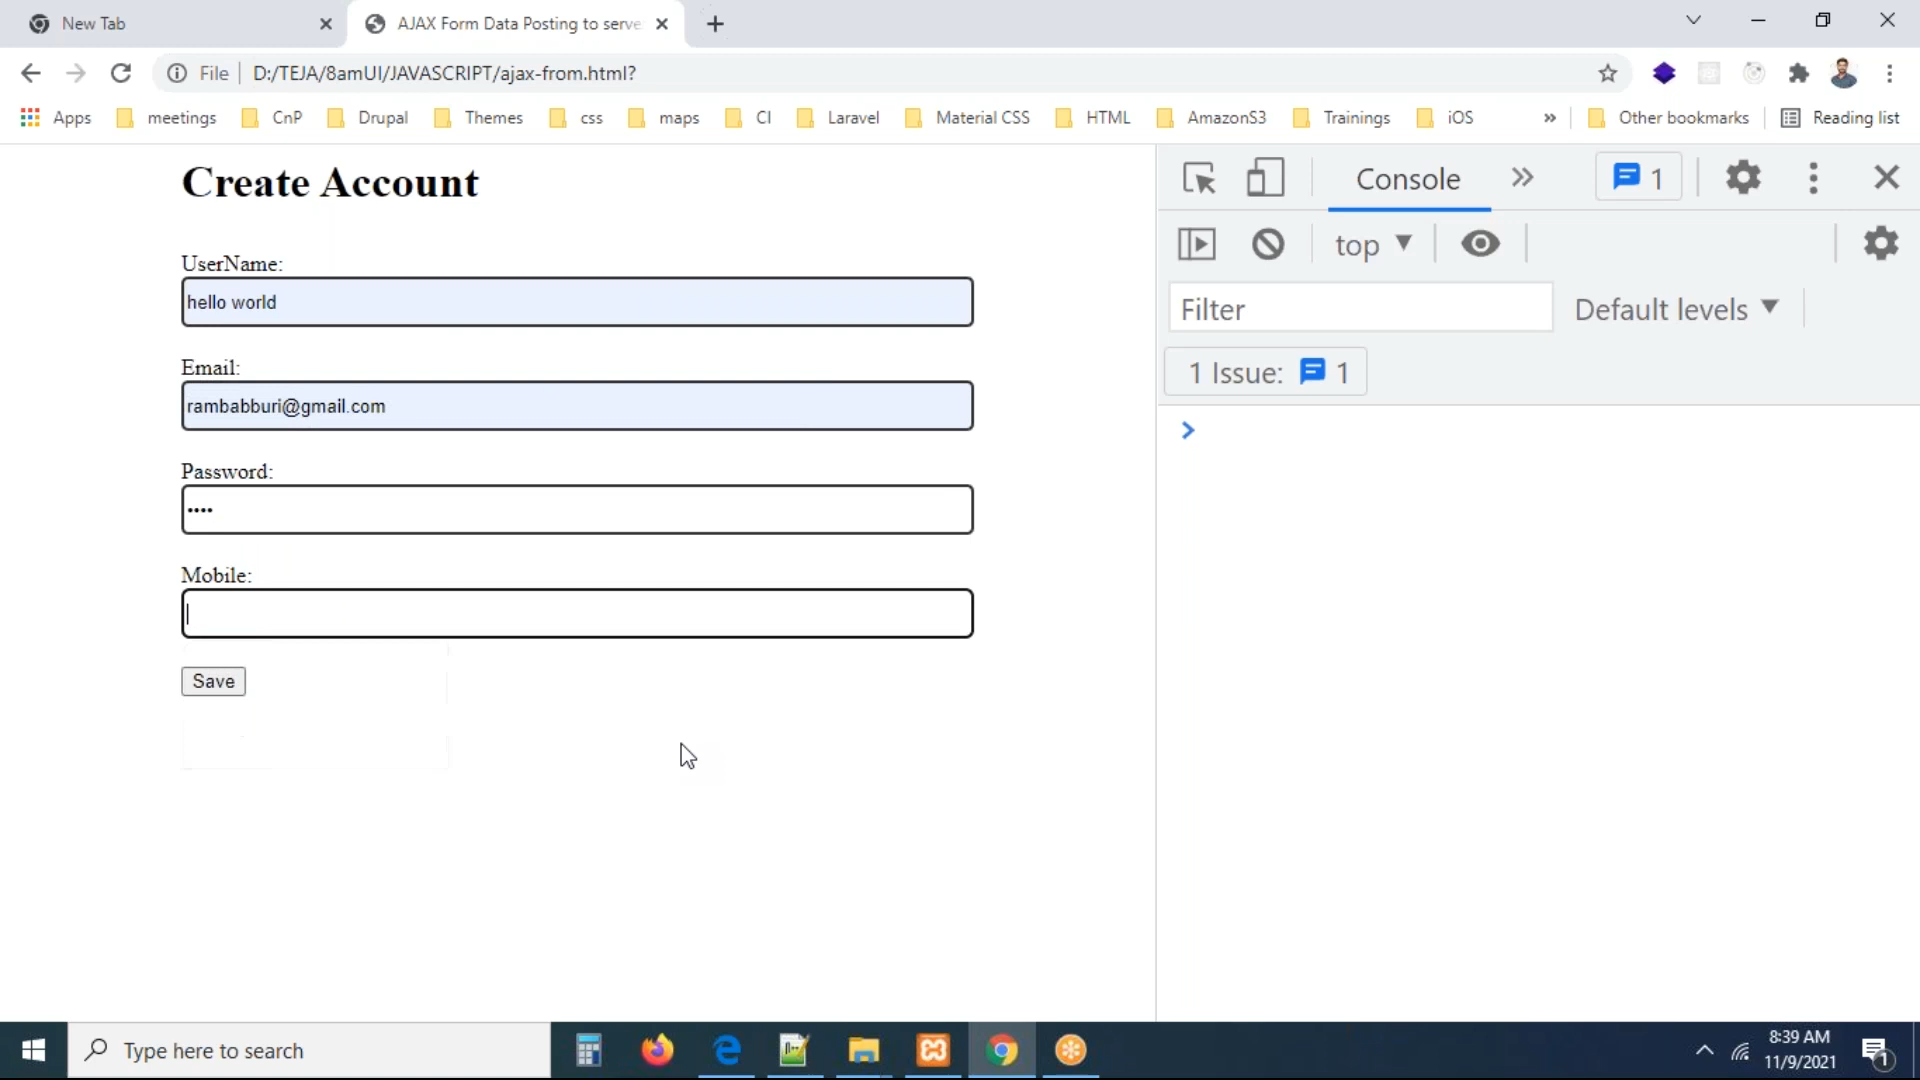 New Tab
AJAX Form Data Posting to serve
File
D:/TEJA/8amUI/JAVASCRIPT/ajax-from.html?
Apps
meetings
CnP
Drupal
Themes
css
maps
CI
Laravel
Material CSS
HTML
AmazonS3
Trainings
iOS
»
Other bookmarks
Reading list
Create Account
UserName:
hello world
Email:
rambabburi@gmail.com
Password:
••••
Mobile:
Save
Console
1
top
Filter
Default levels
1 Issue: 1
Type here to search
8:39 AM
11/9/2021
1